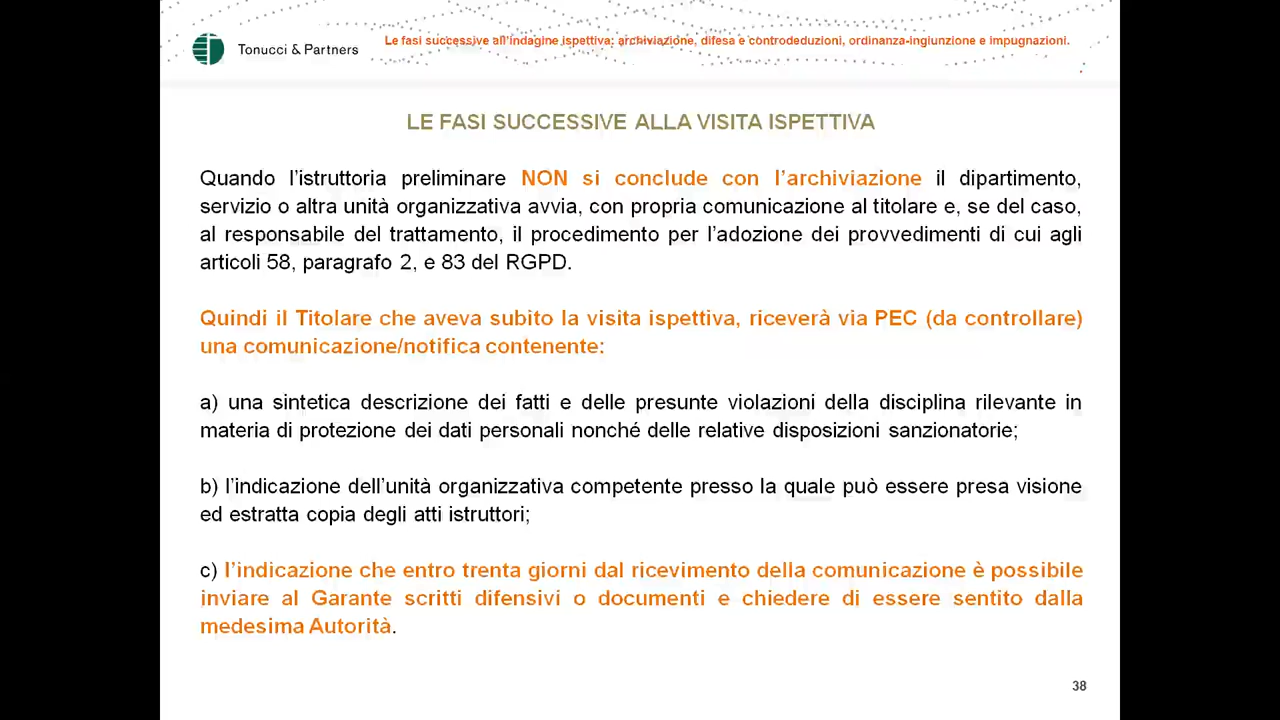 Tonucci & Partners
Le fasi successive all'indagine ispettiva: archiviazione, difesa e controdeduzioni, ordinanza-ingiunzione e impugnazioni.
LE FASI SUCCESSIVE ALLA VISITA ISPETTIVA
Quando l'istruttoria preliminare NON si conclude con l'archiviazione il dipartimento,
servizio o altra unità organizzativa avvia, con propria comunicazione al titolare e, se del caso,
al responsabile del trattamento, il procedimento per l'adozione dei provvedimenti di cui agli
articoli 58, paragrafo 2, e 83 del RGPD.
Quindi il Titolare che aveva subito la visita ispettiva, riceverà via PEC (da controllare)
una comunicazione/notifica contenente:
a) una sintetica descrizione dei fatti e delle presunte violazioni della disciplina rilevante in
materia di protezione dei dati personali nonché delle relative disposizioni sanzionatorie;
b) l'indicazione dell'unità organizzativa competente presso la quale può essere presa visione
ed estratta copia degli atti istruttori;
c) l'indicazione che entro trenta giorni dal ricevimento della comunicazione è possibile
inviare al Garante scritti difensivi o documenti e chiedere di essere sentito dalla
medesima Autorità.
38